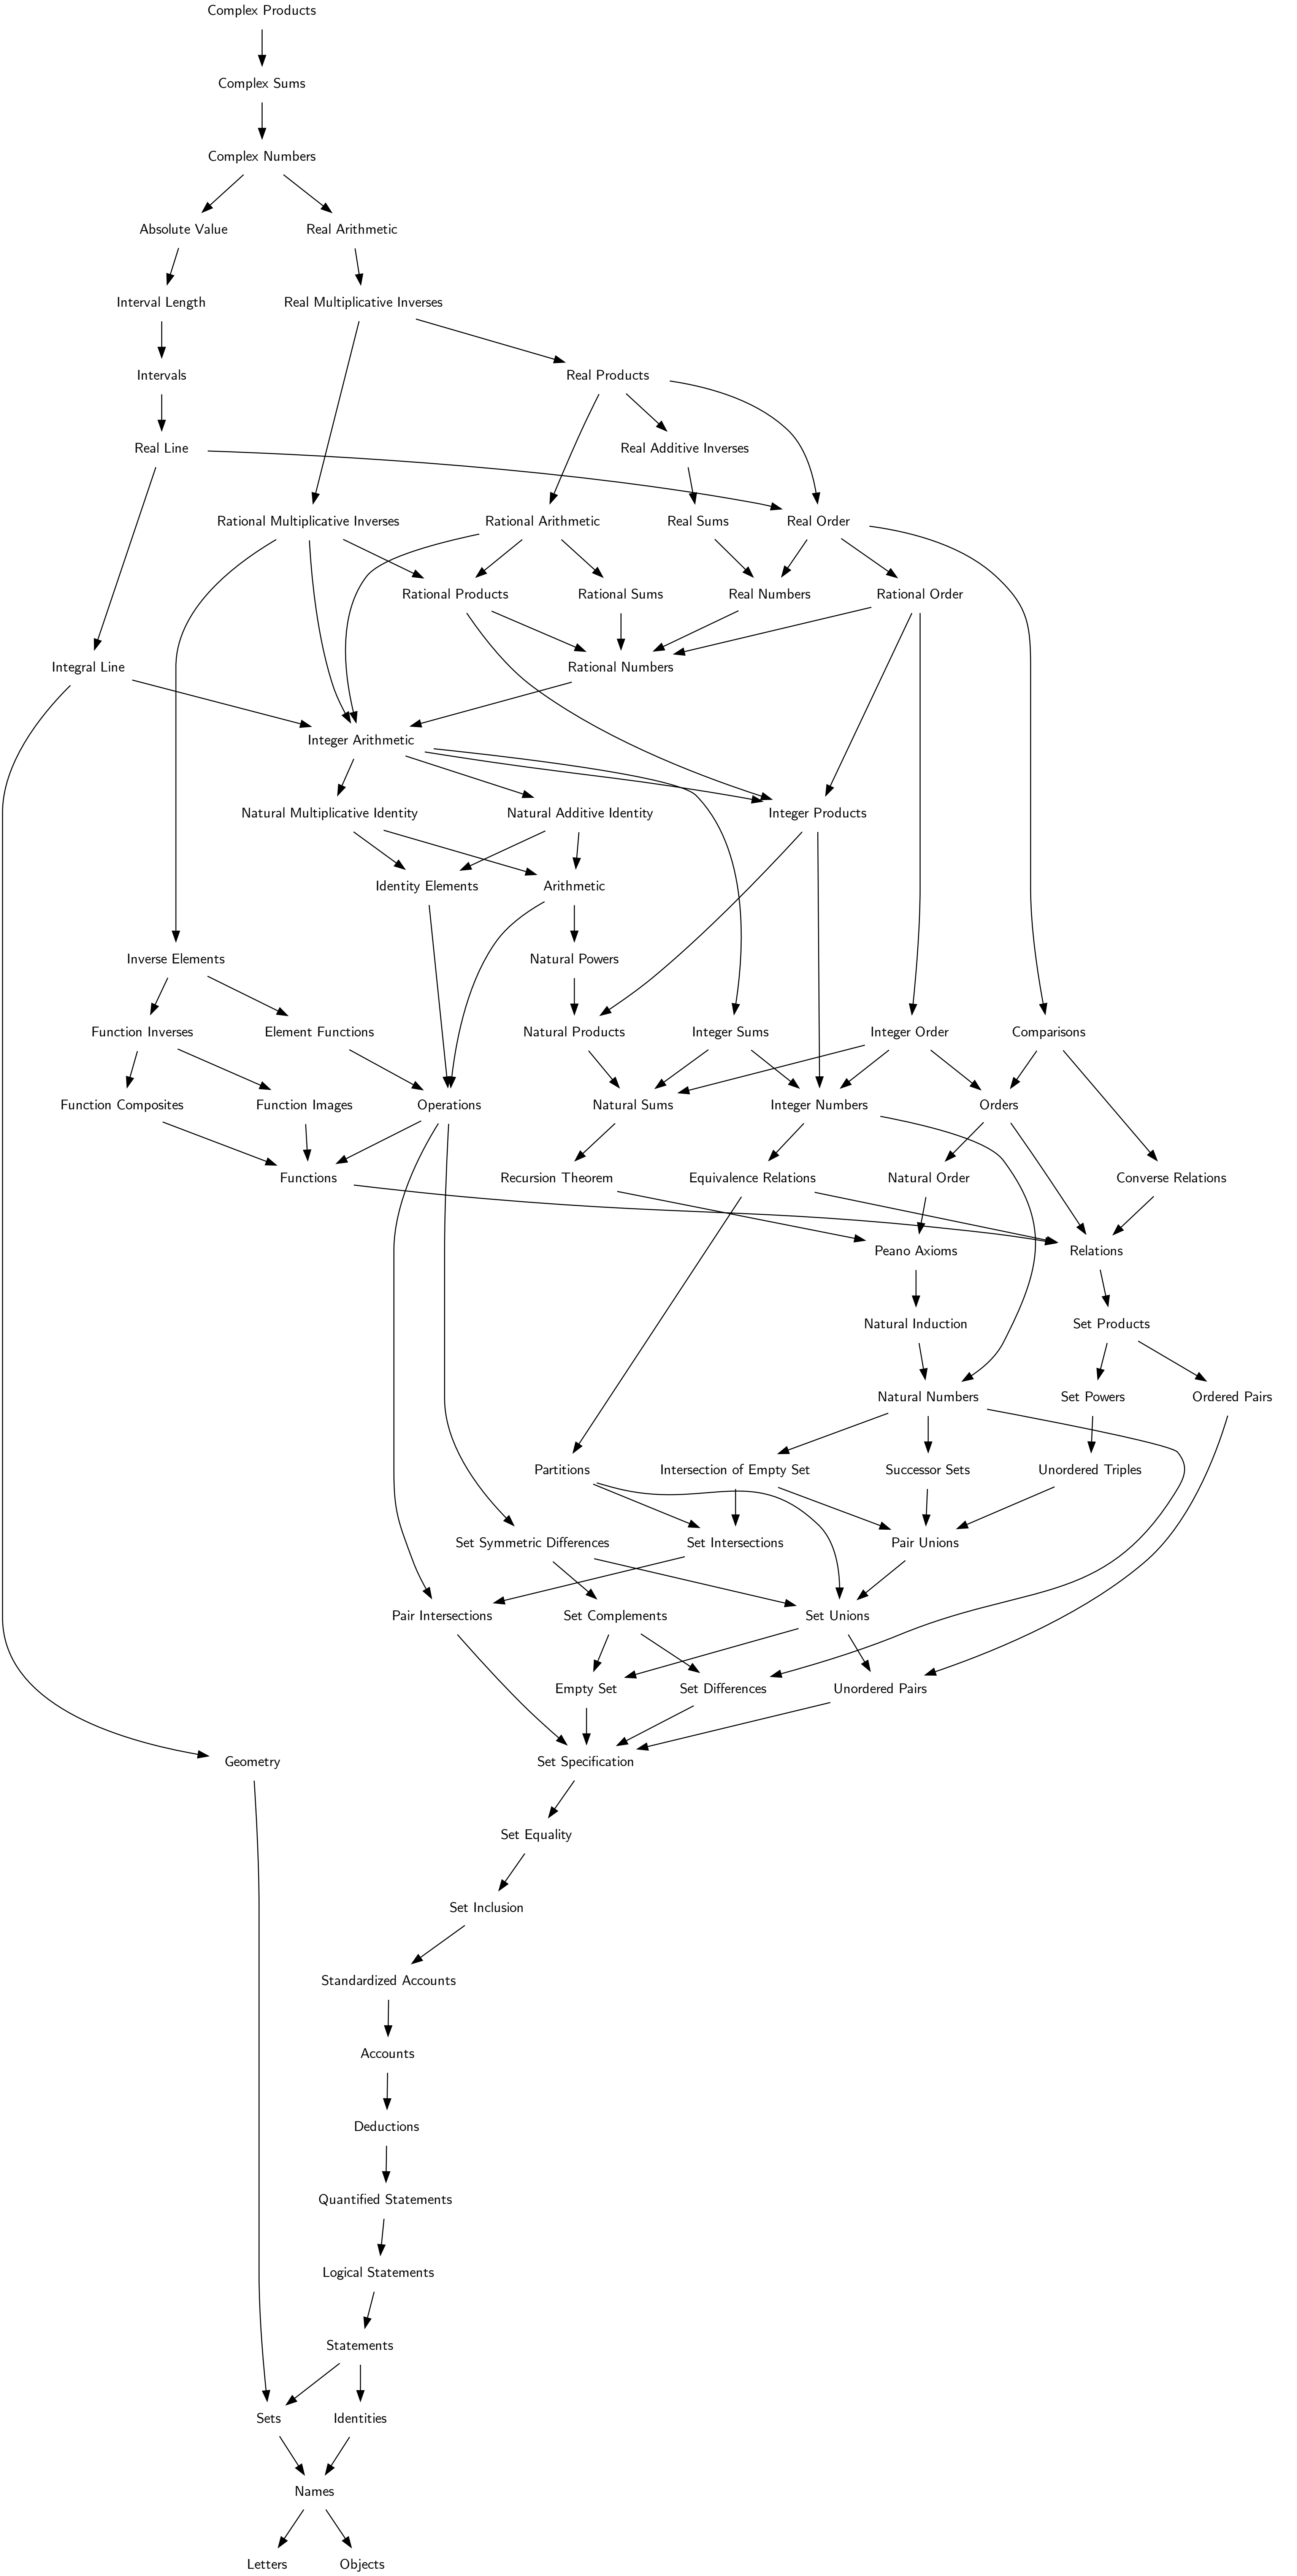 Complex Products
Complex Sums
Complex Numbers
Absolute Value
Real Arithmetic
Interval Length
Real Multiplicative Inverses
Intervals
Real Products
Real Line
Real Additive Inverses
Rational Multiplicative Inverses
Rational Arithmetic
Real Sums
Real Order
Rational Products
Rational Sums
Real Numbers
Rational Order
Integral Line
Rational Numbers
Integer Arithmetic
Natural Multiplicative Identity
Natural Additive Identity
Integer Products
Identity Elements
Arithmetic
Inverse Elements
Natural Powers
Function Inverses
Element Functions
Natural Products
Integer Sums
Integer Order
Comparisons
Function Composites
Function Images
Operations
Natural Sums
Integer Numbers
Orders
Functions
Recursion Theorem
Equivalence Relations
Natural Order
Converse Relations
Peano Axioms
Relations
Natural Induction
Set Products
Natural Numbers
Set Powers
Ordered Pairs
Partitions
Intersection of Empty Set
Successor Sets
Unordered Triples
Set Symmetric Differences
Set Intersections
Pair Unions
Pair Intersections
Set Complements
Set Unions
Empty Set
Set Differences
Unordered Pairs
Geometry
Set Specification
Set Equality
Set Inclusion
Standardized Accounts
Accounts
Deductions
Quantified Statements
Logical Statements
Statements
Sets
Identities
Names
Letters
Objects